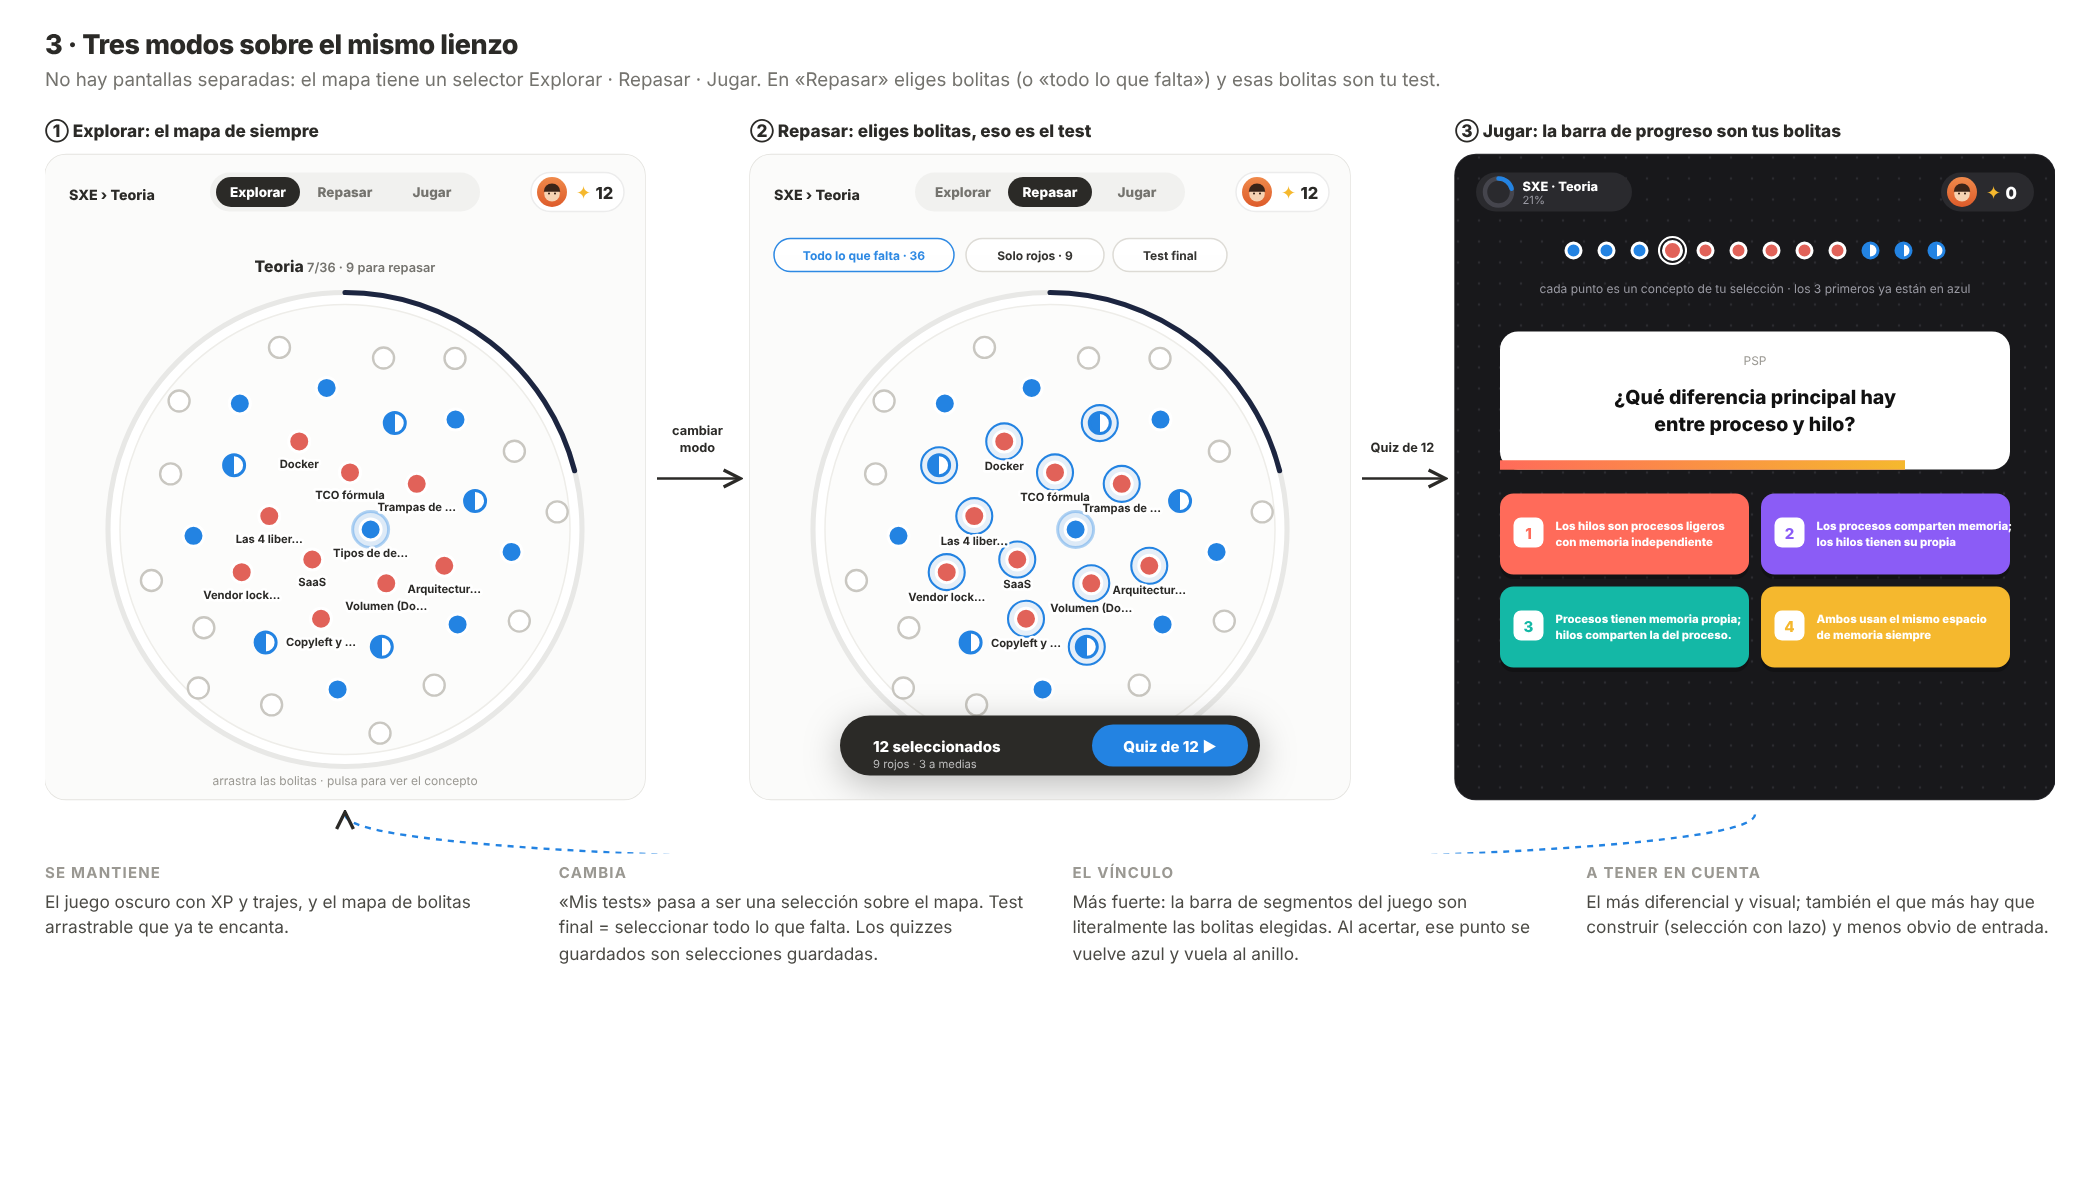 3 · Tres modos sobre el mismo lienzo
No hay pantallas separadas: el mapa tiene un selector Explorar · Repasar · Jugar. En «Repasar» eliges bolitas (o «todo lo que falta») y esas bolitas son tu test.
1 Explorar: el mapa de siempre
SXE › Teoria
Explorar
Repasar
Jugar
✦ 12
Teoria 7/36 · 9 para repasar
Docker
TCO fórmula
Trampas de ...
Las 4 liber...
Tipos de de...
SaaS
Arquitectur...
Vendor lock...
Volumen (Do...
Copyleft y ...
arrastra las bolitas · pulsa para ver el concepto
cambiar
modo
2 Repasar: eliges bolitas, eso es el test
SXE › Teoria
Explorar
Repasar
Jugar
✦ 12
Todo lo que falta · 36
Solo rojos · 9
Test final
Docker
TCO fórmula
Trampas de ...
Las 4 liber...
SaaS
Arquitectur...
Vendor lock...
Volumen (Do...
Copyleft y ...
12 seleccionados
9 rojos · 3 a medias
Quiz de 12 ▶
Quiz de 12
3 Jugar: la barra de progreso son tus bolitas
SXE · Teoria
21%
✦ 0
cada punto es un concepto de tu selección · los 3 primeros ya están en azul
PSP
¿Qué diferencia principal hay
entre proceso y hilo?
1 Los hilos son procesos ligeros
con memoria independiente
2 Los procesos comparten memoria;
los hilos tienen su propia
3 Procesos tienen memoria propia;
hilos comparten la del proceso.
4 Ambos usan el mismo espacio
de memoria siempre
SE MANTIENE
El juego oscuro con XP y trajes, y el mapa de bolitas
arrastrable que ya te encanta.
CAMBIA
«Mis tests» pasa a ser una selección sobre el mapa. Test
final = seleccionar todo lo que falta. Los quizzes
guardados son selecciones guardadas.
EL VÍNCULO
Más fuerte: la barra de segmentos del juego son
literalmente las bolitas elegidas. Al acertar, ese punto se
vuelve azul y vuela al anillo.
A TENER EN CUENTA
El más diferencial y visual; también el que más hay que
construir (selección con lazo) y menos obvio de entrada.